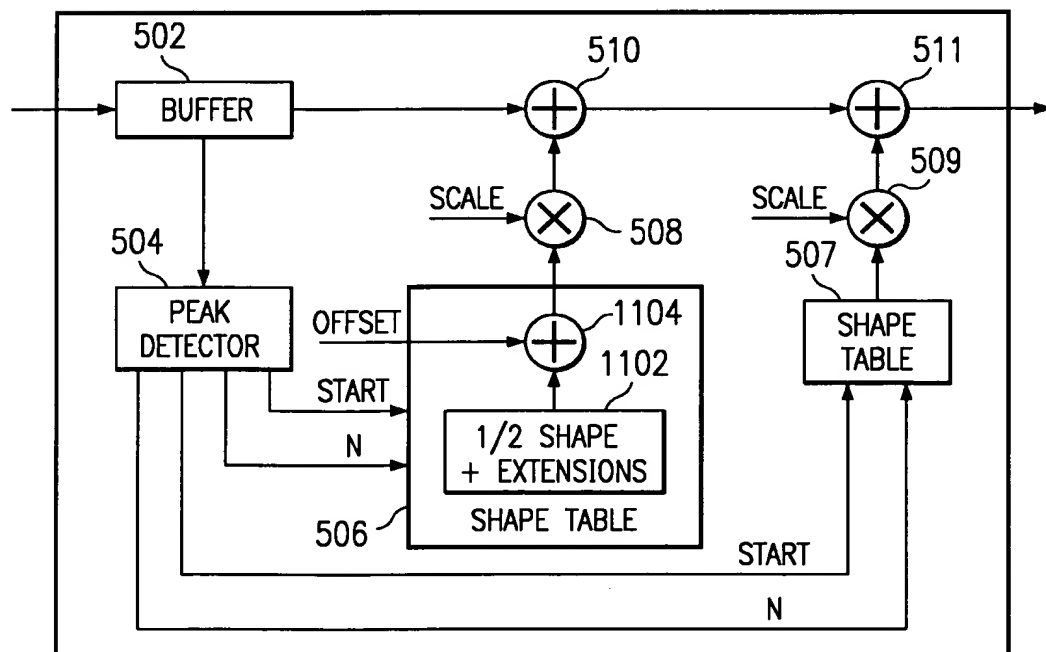 502
BUFFER
510
511
SCALE
508
SCALE
509
504
PEAK
DETECTOR
OFFSET
1104
507
SHAPE
TABLE
START
N
1102
1/2 SHAPE
+ EXTENSIONS
SHAPE TABLE
506
START
N